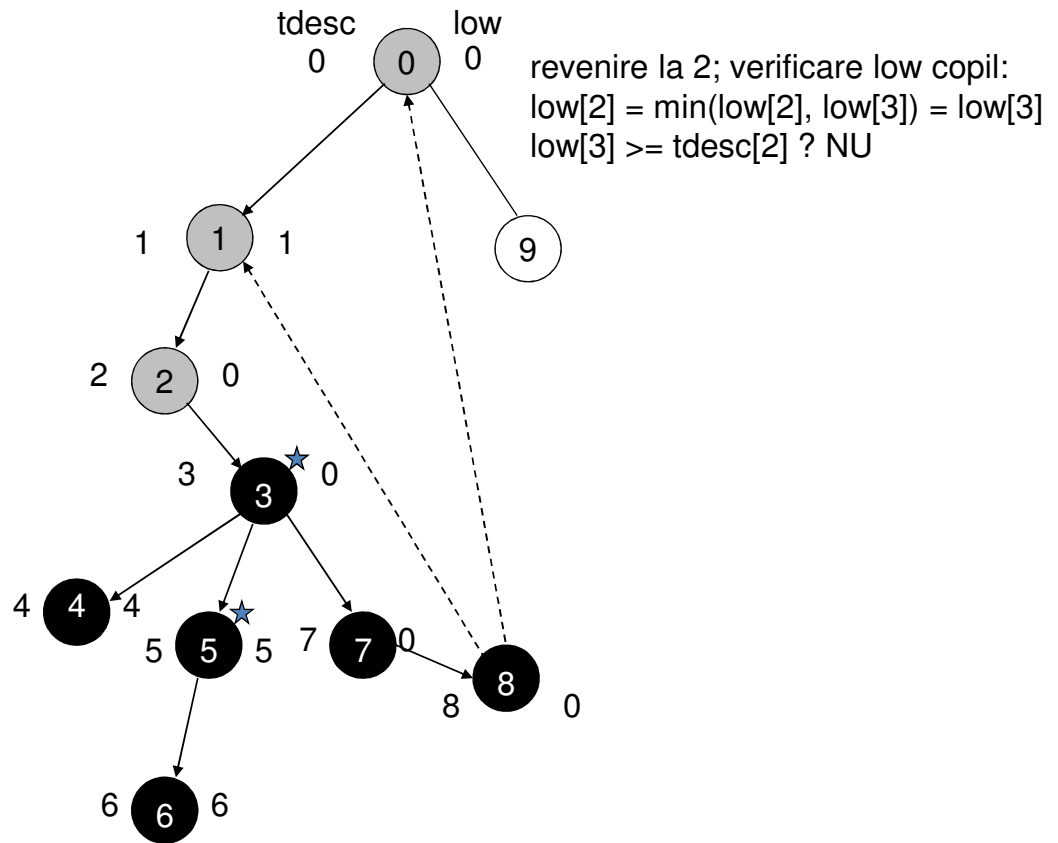 tdesc low
0 0 0
revenire la 2; verificare low copil:
low[2] = min(low[2], low[3]) = low[3]
low[3] >= tdesc[2] ? NU
1 1 1
9
2 2 0
3 3 0
4 4 4
5 5 5
7 7 0
8 8 0
6 6 6